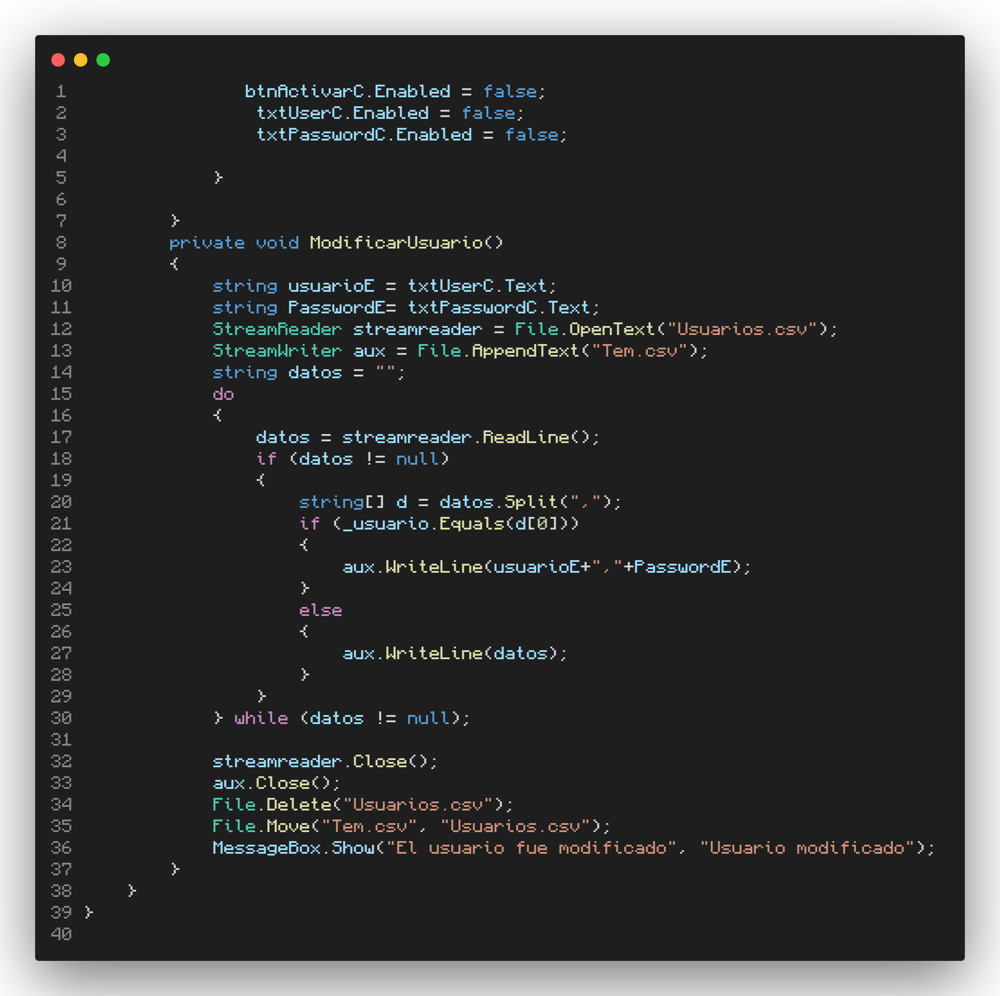 1 btnActivarC.Enabled = false;
2 txtUserC.Enabled = false;
3 txtPasswordC.Enabled = false;
4
5 }
6
7 }
8 private void ModificarUsuario()
9 {
10 string usuarioE = txtUserC.Text;
11 string PasswordE= txtPasswordC.Text;
12 StreamReader streamreader = File.OpenText("Usuarios.csv");
13 StreamWriter aux = File.AppendText("Tem.csv");
14 string datos = "";
15 do
16 {
17 datos = streamreader.ReadLine();
18 if (datos != null)
19 {
20 string[] d = datos.Split(",");
21 if (_usuario.Equals(d[0]))
22 {
23 aux.WriteLine(usuarioE+","+PasswordE);
24 }
25 else
26 {
27 aux.WriteLine(datos);
28 }
29 }
30 } while (datos != null);
31
32 streamreader.Close();
33 aux.Close();
34 File.Delete("Usuarios.csv");
35 File.Move("Tem.csv", "Usuarios.csv");
36 MessageBox.Show("El usuario fue modificado", "Usuario modificado");
37 }
38 }
39 }
40